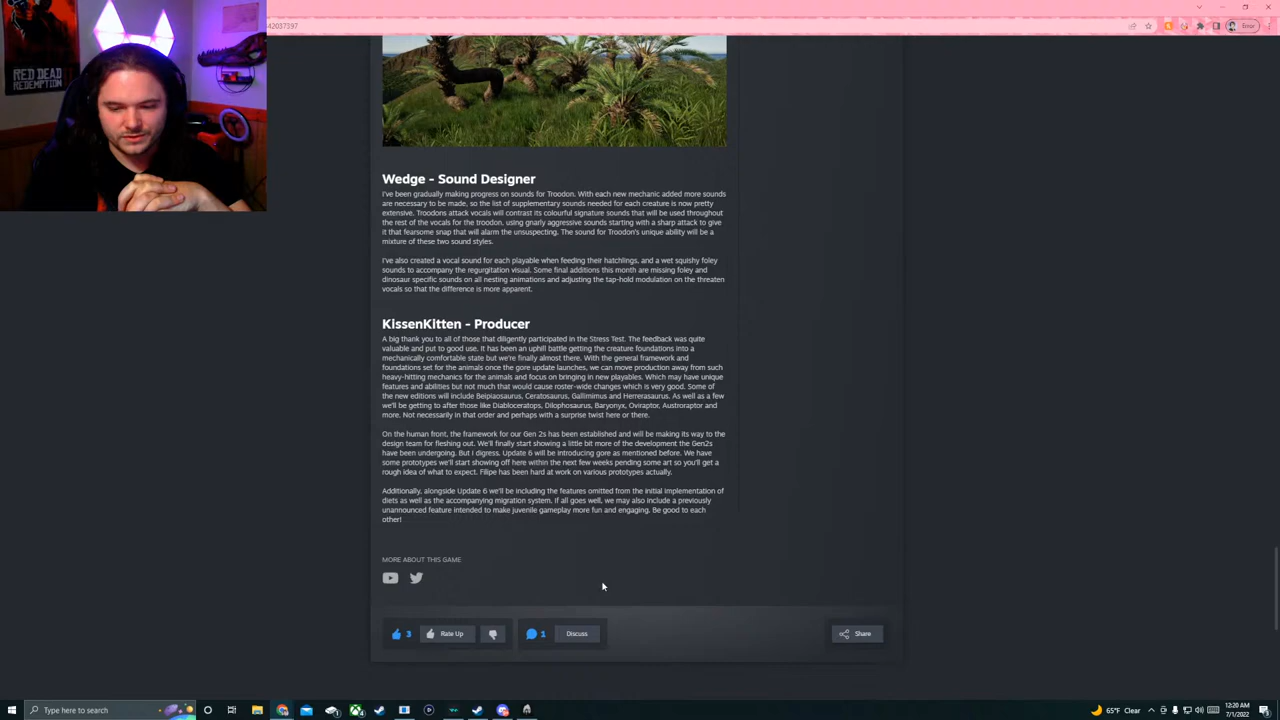 RED DEAD
REDEMPTION
42037397
Error
Wedge - Sound Designer
I've been gradually making progress on sounds for Troodon. With each new mechanic added more sounds
are necessary to be made, so the list of supplementary sounds needed for each creature is now pretty
extensive. Troodons attack vocals will contrast its colourful signature sounds that will be used throughout
the rest of the vocals for the troodon, using gnarly aggressive sounds starting with a sharp attack to give
it that fearsome snap that will alarm the unsuspecting. The sound for Troodon's unique ability will be a
mixture of these two sound styles.
I've also created a vocal sound for each playable when feeding their hatchlings, and a wet squishy foley
sounds to accompany the regurgitation visual. Some final additions this month are missing foley and
dinosaur specific sounds on all nesting animations and adjusting the tap-hold modulation on the threaten
vocals so that the difference is more apparent.
KissenKitten - Producer
A big thank you to all of those that diligently participated in the Stress Test. The feedback was quite
valuable and put to good use. It has been an uphill battle getting the creature foundations into a
mechanically comfortable state but we're finally almost there. With the general framework and
foundations set for the animals once the gore update launches, we can move production away from such
heavy-hitting mechanics for the animals and focus on bringing in new playables. Which may have unique
features and abilities but not much that would cause roster-wide changes which is very good. Some of
the new editions will include Beipiaosaurus, Ceratosaurus, Gallimimus and Herrerasaurus. As well as a few
we'll be getting to after those like Diabloceratops, Dilophosaurus, Baryonyx, Oviraptor, Austroraptor and
more. Not necessarily in that order and perhaps with a surprise twist here or there.
On the human front, the framework for our Gen 2s has been established and will be making its way to the
design team for fleshing out. We'll finally start showing a little bit more of the development the Gen2s
have been undergoing. But I digress. Update 6 will be introducing gore as mentioned before. We have
some prototypes we'll start showing off here within the next few weeks pending some art so you'll get a
rough idea of what to expect. Filipe has been hard at work on various prototypes actually.
Additionally, alongside Update 6 we'll be including the features omitted from the initial implementation of
diets as well as the accompanying migration system. If all goes well, we may also include a previously
unannounced feature intended to make juvenile gameplay more fun and engaging. Be good to each
other!
MORE ABOUT THIS GAME
3 Rate Up 1 Discuss Share
Type here to search 65°F Clear 12:20 AM
7/1/2022